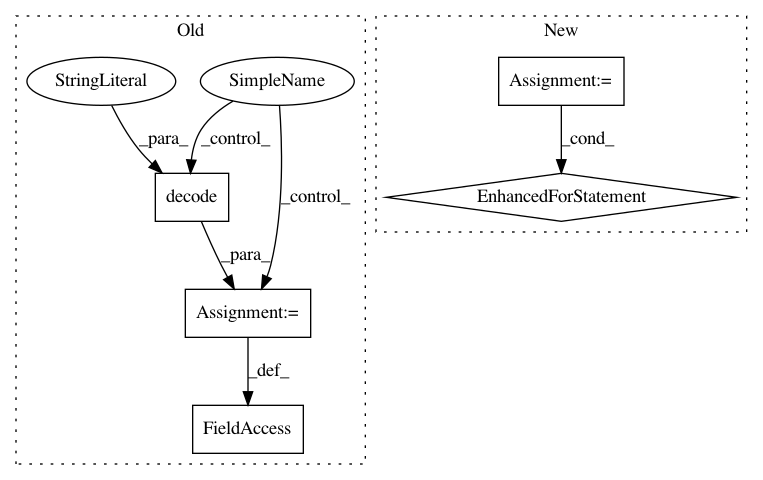 Old
New
StringLiteral
SimpleName
Assignment:=
_para_
_control_
_cond_
decode
_control_
EnhancedForStatement
_para_
Assignment:=
_def_
FieldAccess